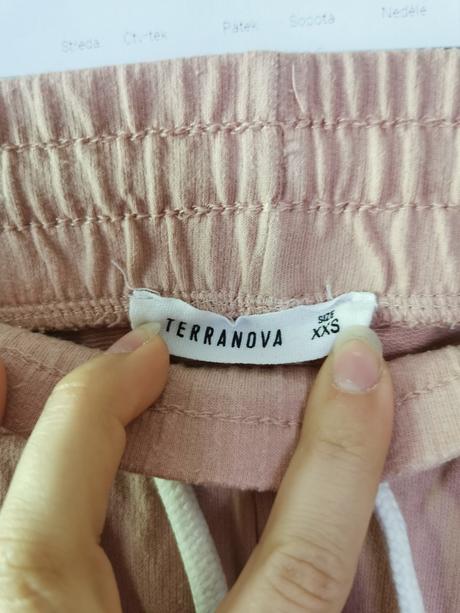 Středa Čtvrtek Pátek Sobota Neděle
TERRANOVA
SIZE
XXS